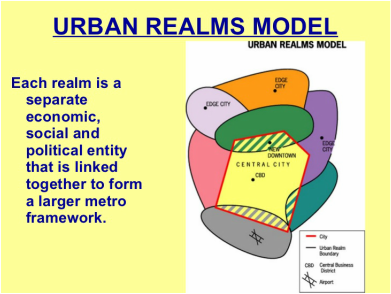 URBAN REALMS MODEL
URBAN REALMS MODEL
Each realm is a
separate
economic,
social and
political entity
that is linked
together to form
a larger metro
framework.
EDGE
CITY
EDGE CITY
EDGE
CITY
NEW
DOWNTOWN
CENTRAL CITY
CBD
City
Urban Realm
Boundary
CBD Central Business
District
Airport